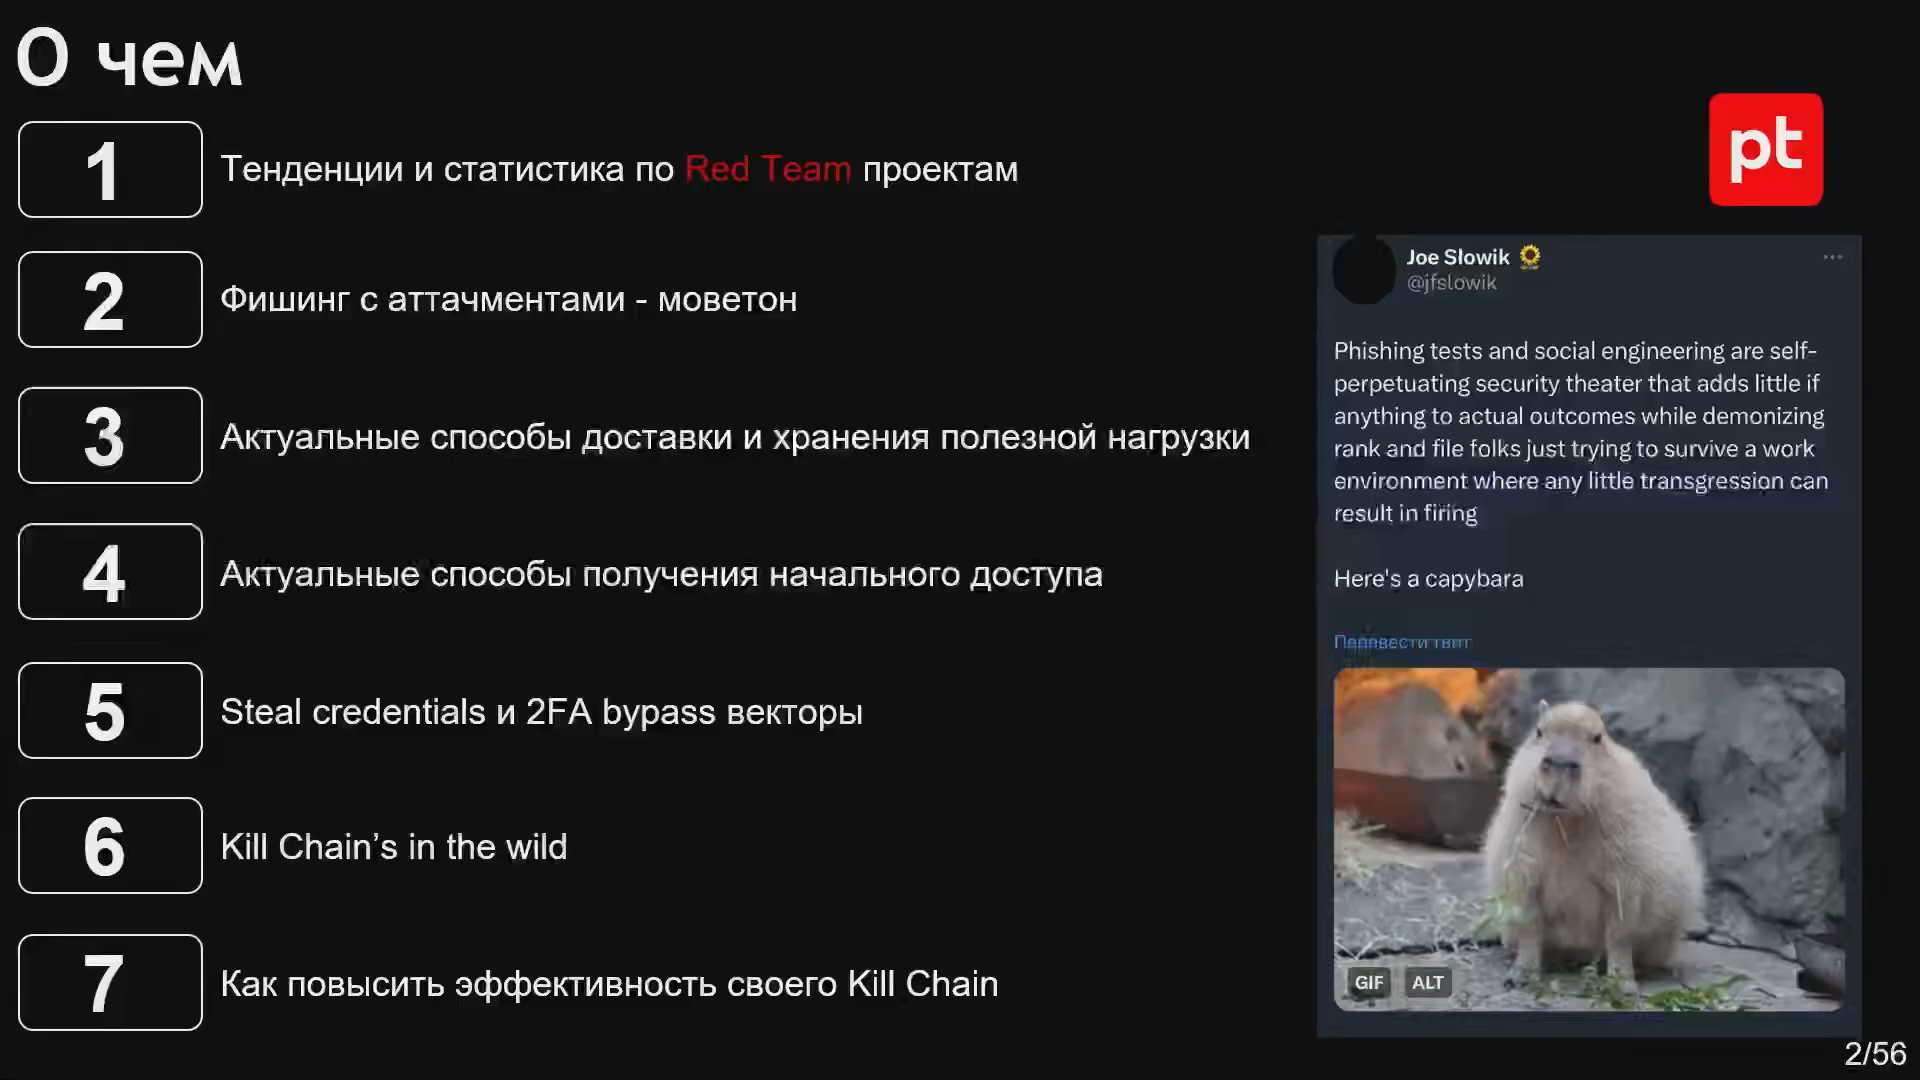 О чем
1
Тенденции и статистика по Red Team проектам
2
Фишинг с аттачментами - моветон
3
Актуальные способы доставки и хранения полезной нагрузки
4
Актуальные способы получения начального доступа
5
Steal credentials и 2FA bypass векторы
6
Kill Chain’s in the wild
7
Как повысить эффективность своего Kill Chain
pt
Joe Słowik
@jfslowik
Phishing tests and social engineering are self-
perpetuating security theater that adds little if
anything to actual outcomes while demonizing
rank and file folks just trying to survive a work
environment where any little transgression can
result in firing
Here's a capybara
Перевести твит
GIF ALT
2/56